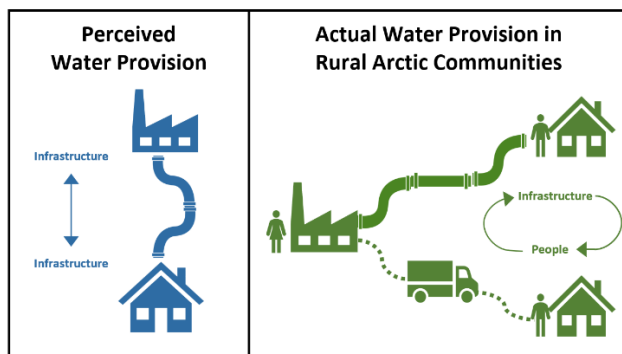 Perceived
Water Provision
Infrastructure
Infrastructure
Actual Water Provision in
Rural Arctic Communities
Infrastructure
People